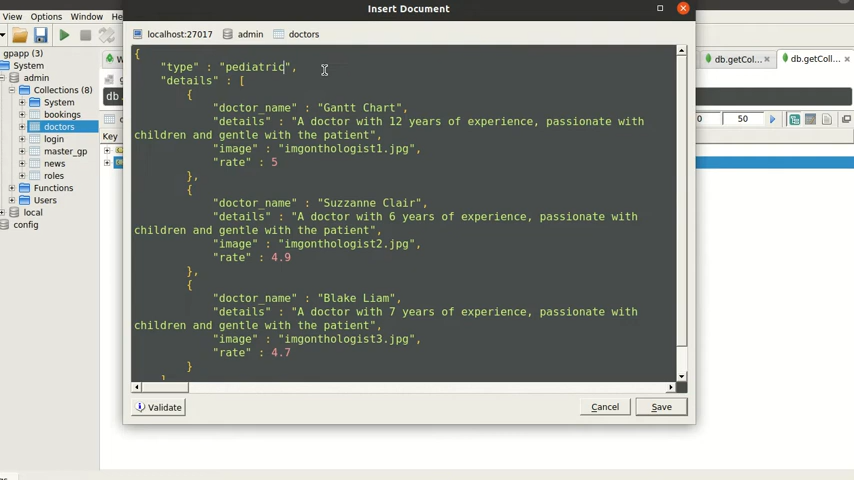 View Options Window He
Insert Document
localhost:27017 admin doctors
gpapp (3)
System
admin
Collections (8)
System
bookings
doctors
login
master_gp
news
roles
Functions
Users
local
config
db.getCol...
db.getColl...
db.
0 50
Key
{
"type" : "pediatric",
"details" : [
{
"doctor_name" : "Gantt Chart",
"details" : "A doctor with 12 years of experience, passionate with
children and gentle with the patient",
"image" : "imgonthologist1.jpg",
"rate" : 5
},
{
"doctor_name" : "Suzzanne Clair",
"details" : "A doctor with 6 years of experience, passionate with
children and gentle with the patient",
"image" : "imgonthologist2.jpg",
"rate" : 4.9
},
{
"doctor_name" : "Blake Liam",
"details" : "A doctor with 7 years of experience, passionate with
children and gentle with the patient",
"image" : "imgonthologist3.jpg",
"rate" : 4.7
}
Validate
Cancel Save